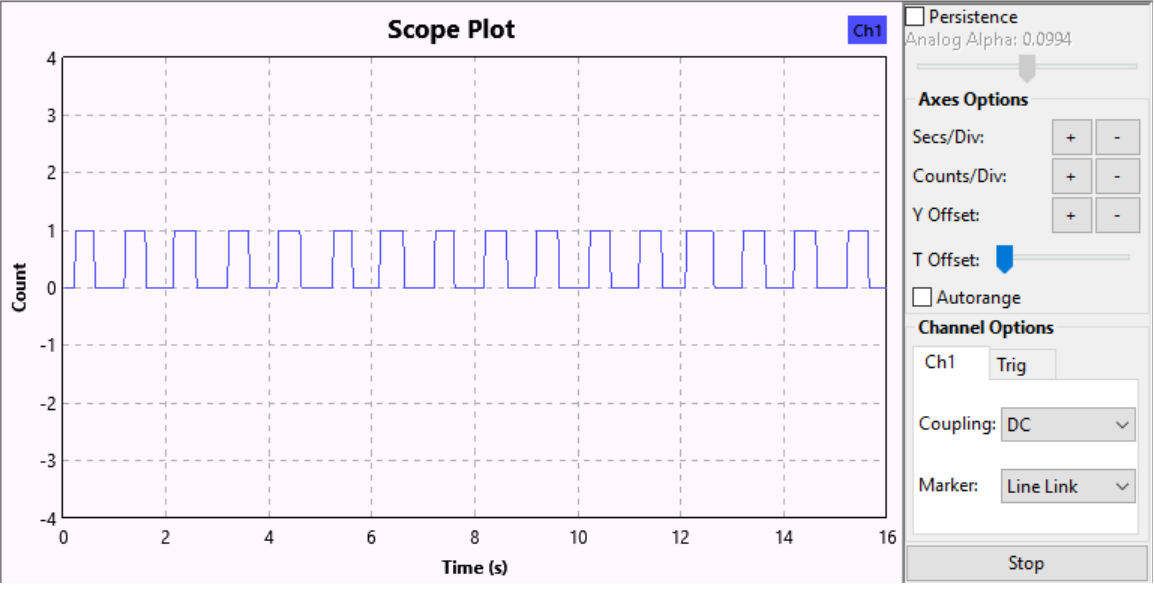 Scope Plot
Ch1
4
3
2
1
0
-1
-2
-3
-4
Count
0 2 4 6 8 10 12 14 16
Time (s)
Persistence
Analog Alpha: 0.0994
Axes Options
Secs/Div: + -
Counts/Div: + -
Y Offset: + -
T Offset:
Autorange
Channel Options
Ch1 Trig
Coupling: DC
Marker: Line Link
Stop